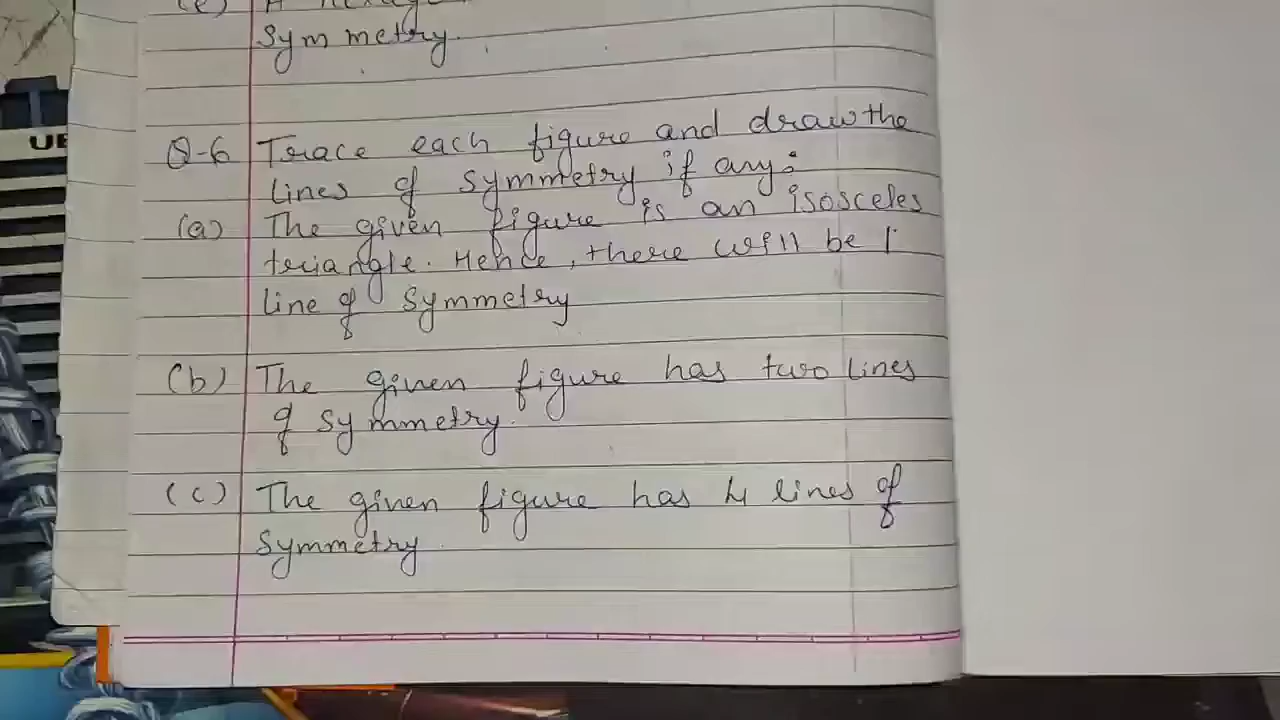 Symmetry.
Q-6 Trace each figure and draw the
lines of symmetry if any:
(a) The given figure is an isosceles
triangle. Hence, there will be 1
line of symmetry
(b) The given figure has two lines
of symmetry.
(c) The given figure has 4 lines of
symmetry.